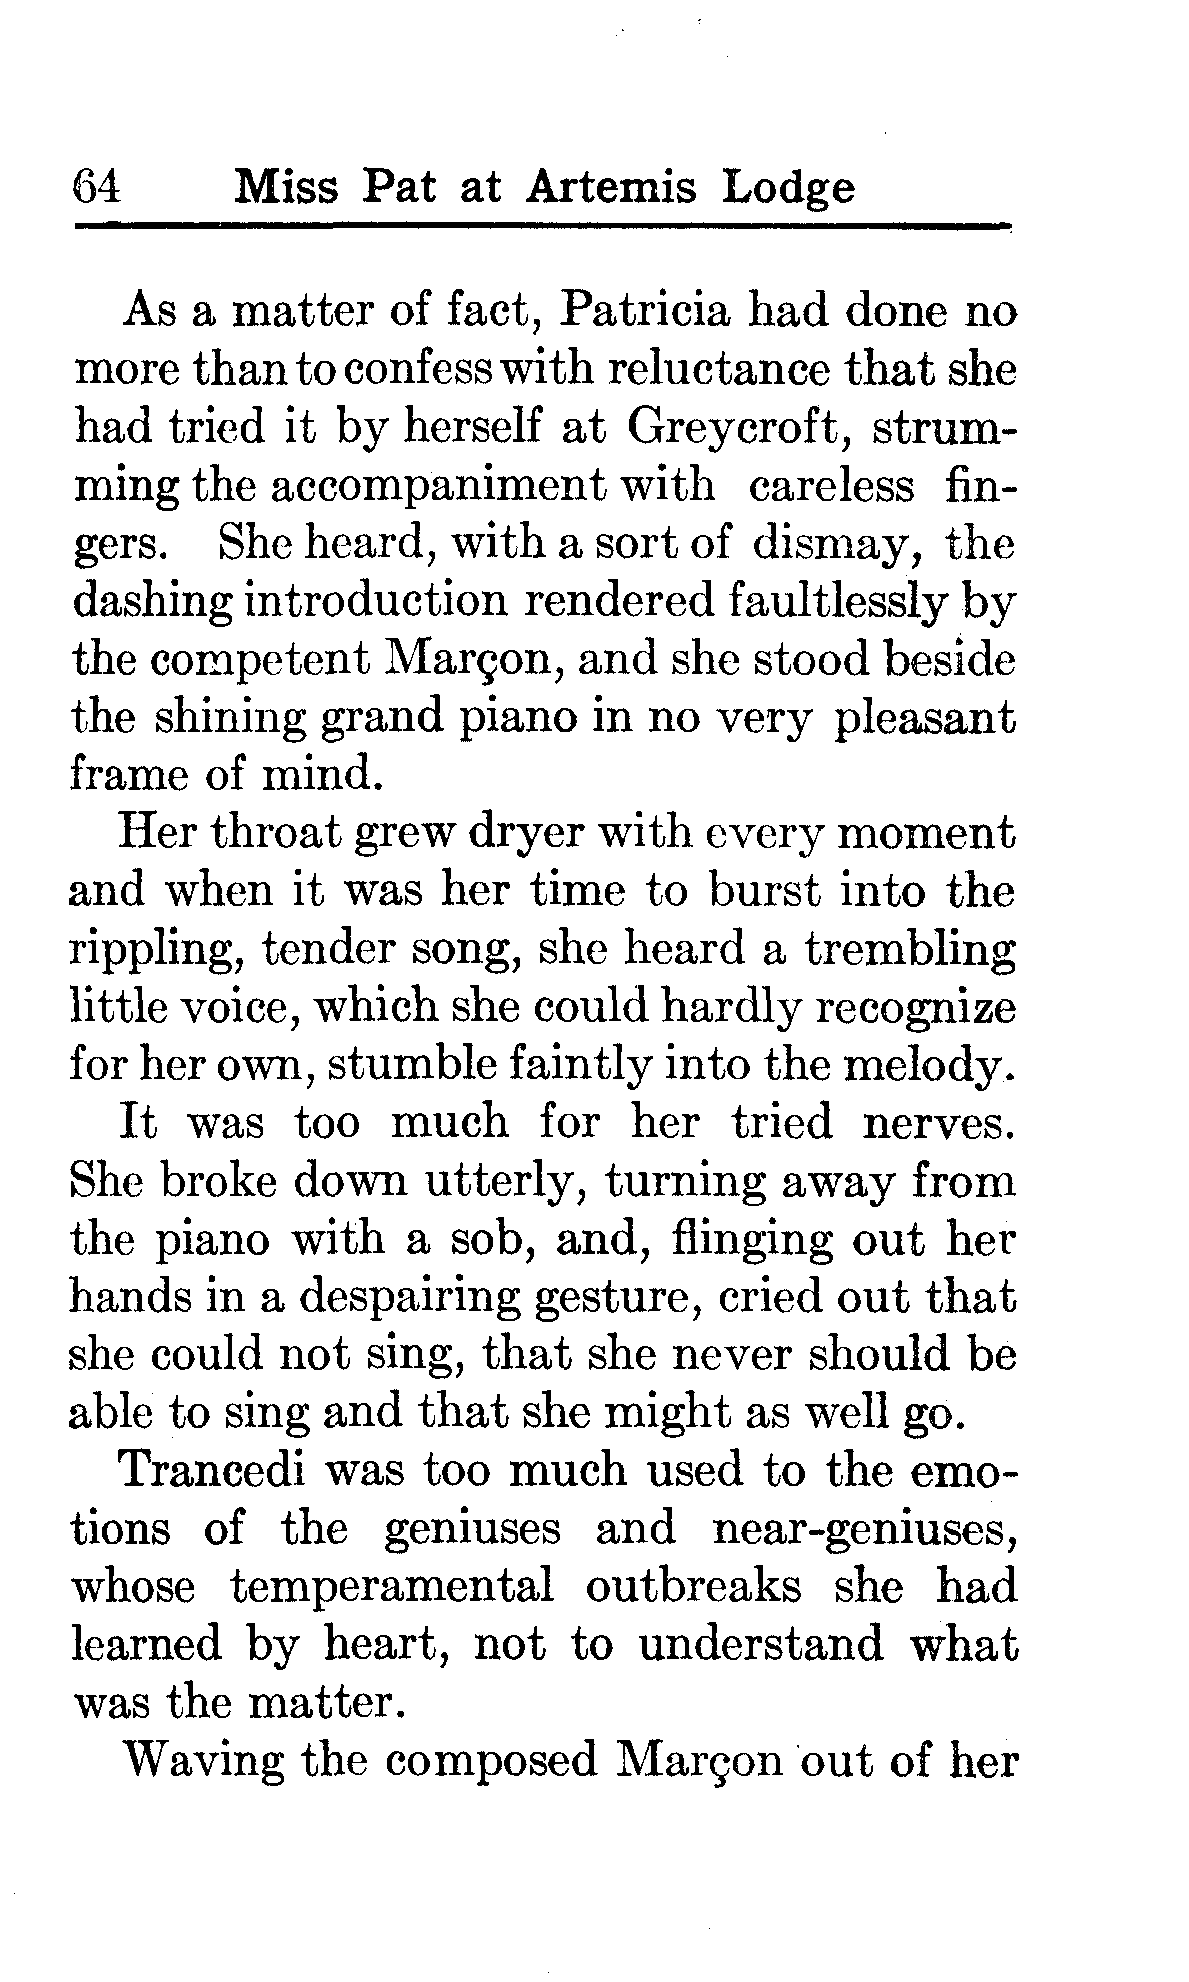 64 Miss Pat at Artemis Lodge
As a matter of fact, Patricia had done no
more than to confess with reluctance that she
had tried it by herself at Greycroft, strum-
ming the accompaniment with careless fin-
gers. She heard, with a sort of dismay, the
dashing introduction rendered faultlessly by
the competent Marçon, and she stood beside
the shining grand piano in no very pleasant
frame of mind.
Her throat grew dryer with every moment
and when it was her time to burst into the
rippling, tender song, she heard a trembling
little voice, which she could hardly recognize
for her own, stumble faintly into the melody.
It was too much for her tried nerves.
She broke down utterly, turning away from
the piano with a sob, and, flinging out her
hands in a despairing gesture, cried out that
she could not sing, that she never should be
able to sing and that she might as well go.
Trancedi was too much used to the emo-
tions of the geniuses and near-geniuses,
whose temperamental outbreaks she had
learned by heart, not to understand what
was the matter.
Waving the composed Marçon out of her